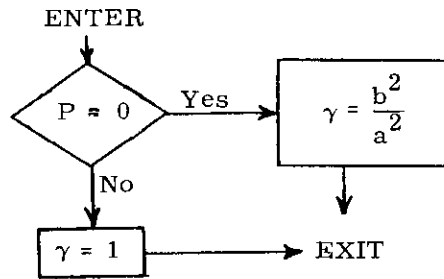 ENTER
P = 0
Yes
γ = b²/a²
No
γ = 1
EXIT